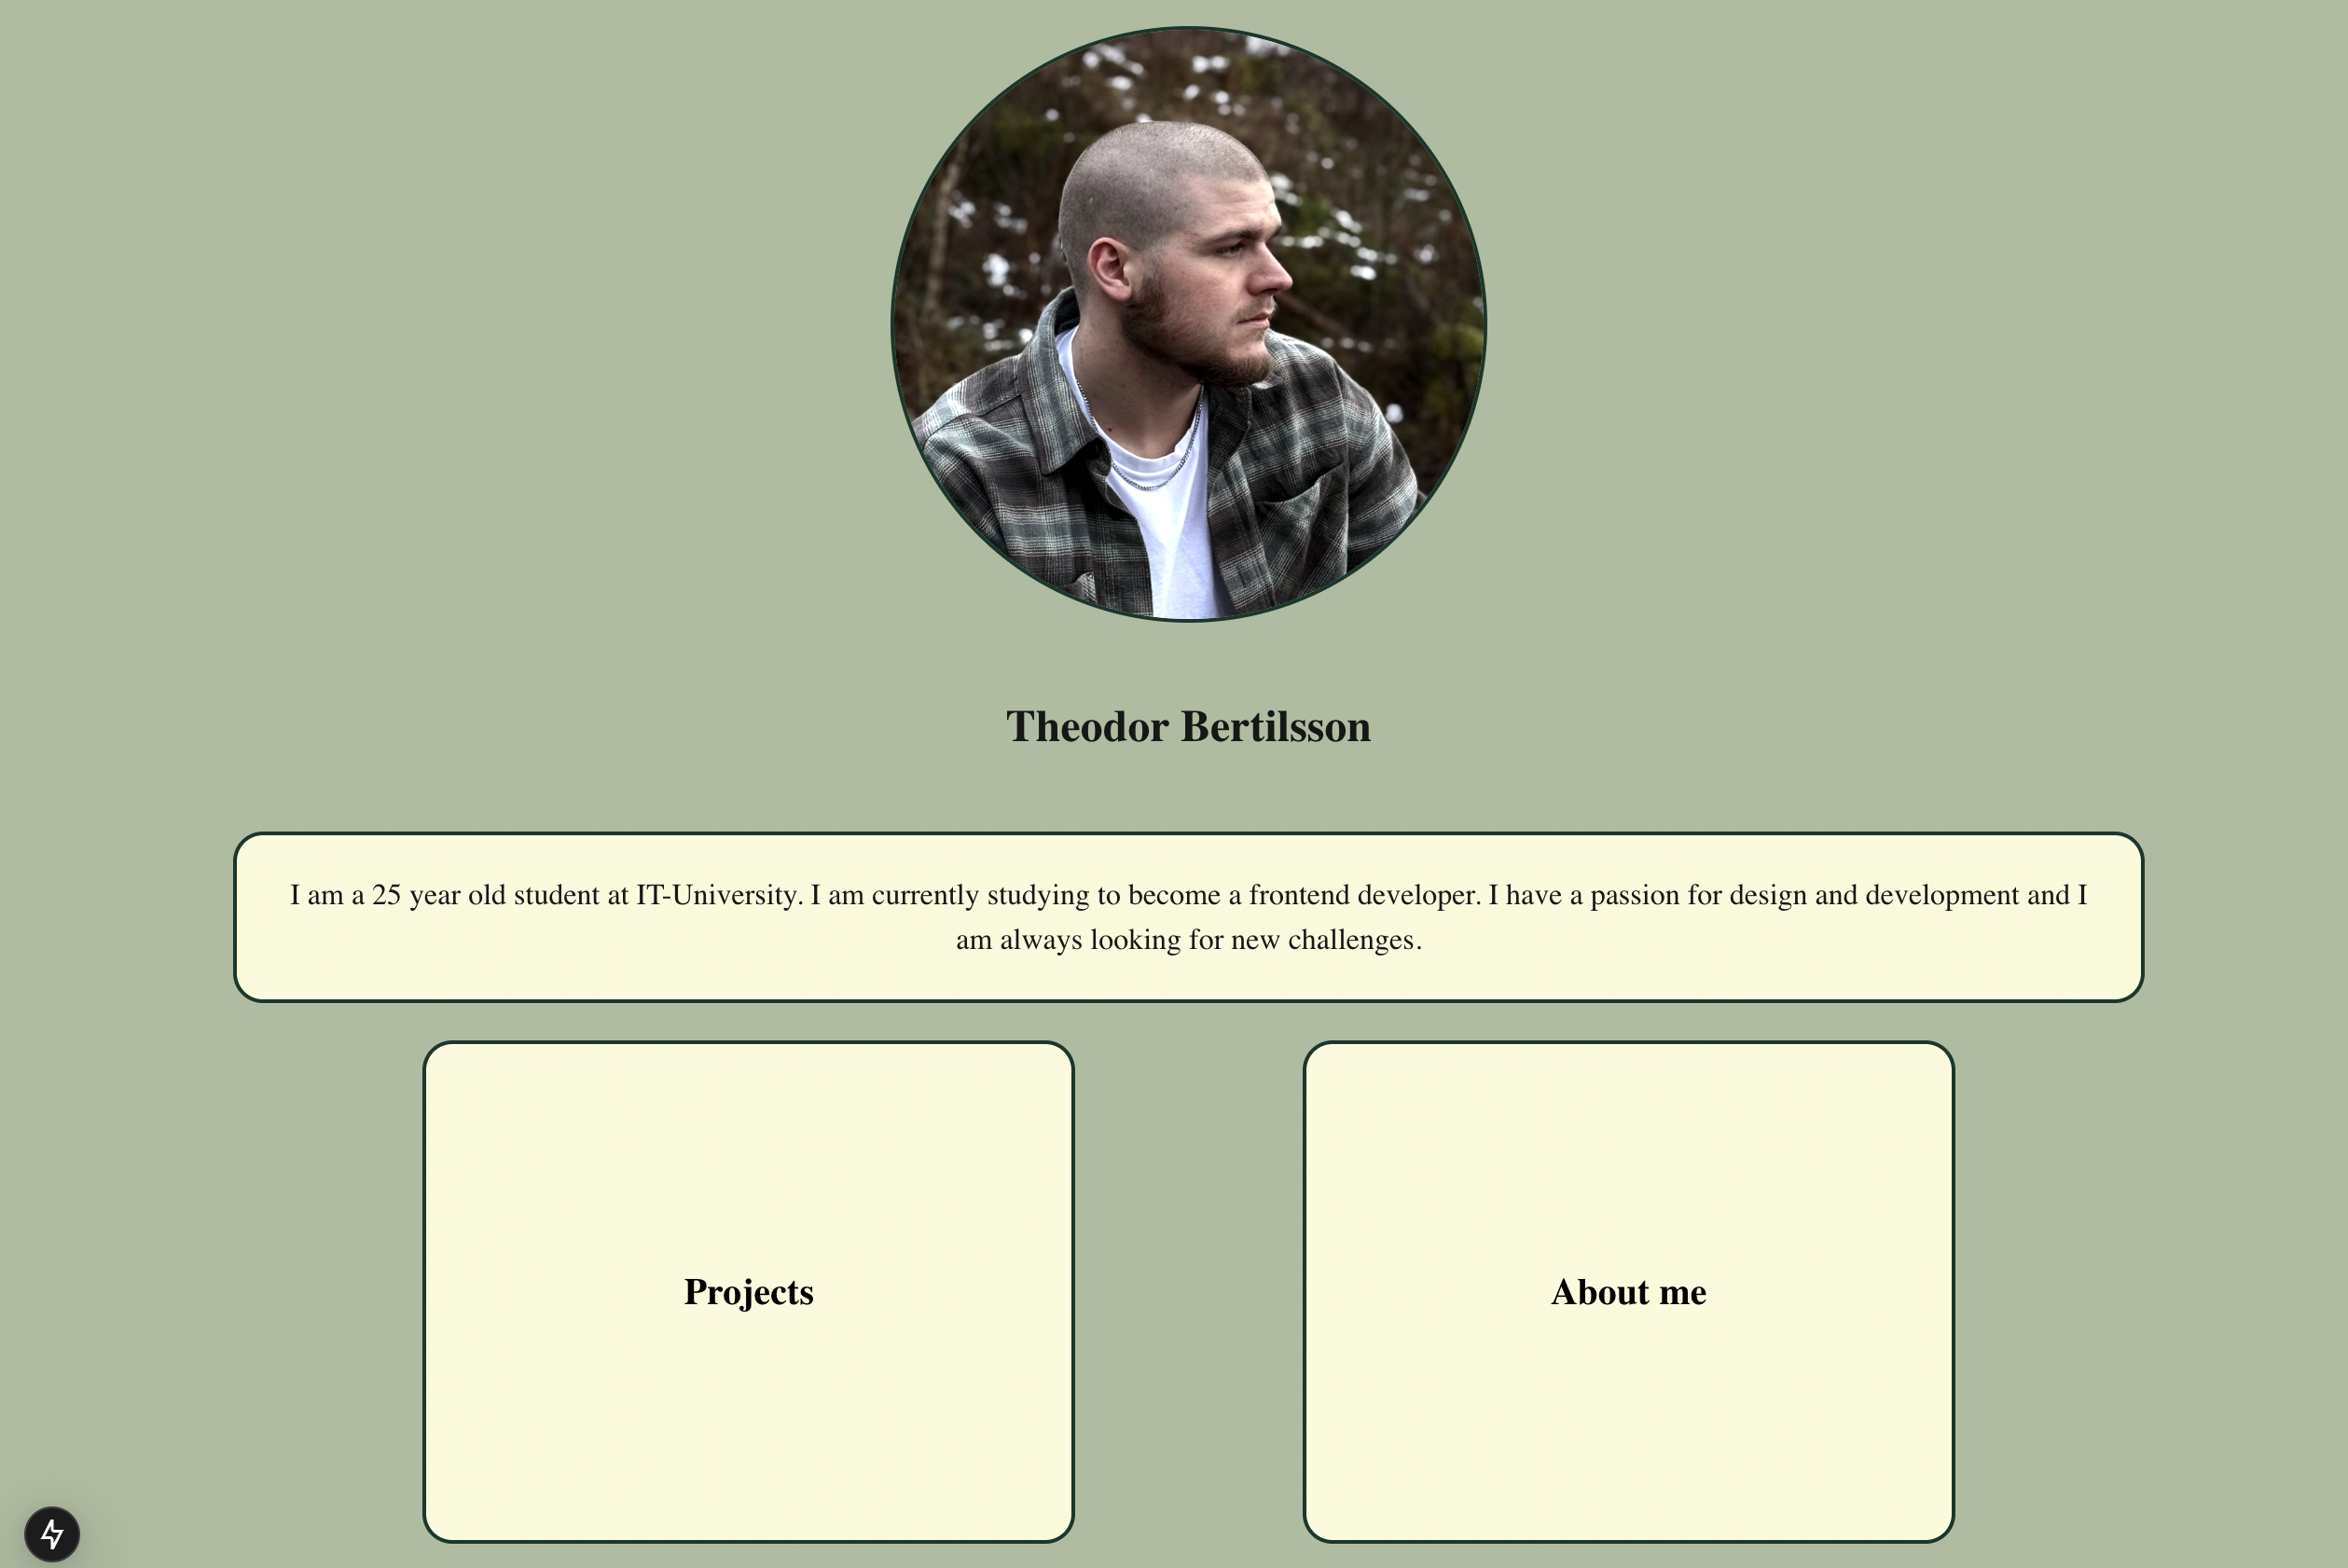 Theodor Bertilsson
I am a 25 year old student at IT-University. I am currently studying to become a frontend developer. I have a passion for design and development and I
am always looking for new challenges.
Projects
About me